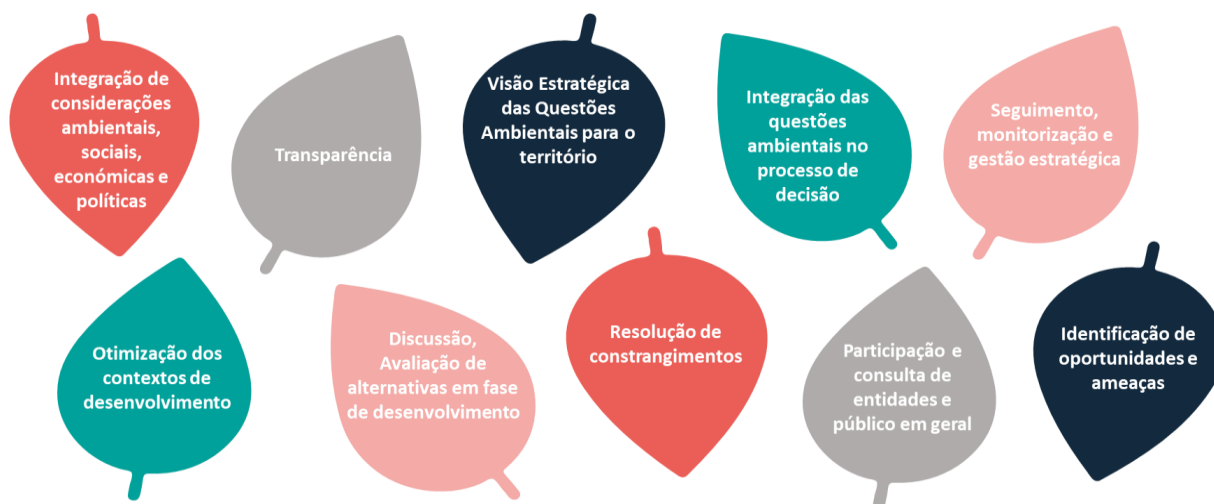 Integração de
considerações
ambientais,
sociais,
económicas e
políticas
Transparência
Visão Estratégica
das Questões
Ambientais para o
território
Integração das
questões
ambientais no
processo de
decisão
Seguimento,
monitorização e
gestão estratégica
Otimização dos
contextos de
desenvolvimento
Discussão,
Avaliação de
alternativas em fase
de desenvolvimento
Resolução de
constrangimentos
Participação e
consulta de
entidades e
público em geral
Identificação de
oportunidades e
ameaças